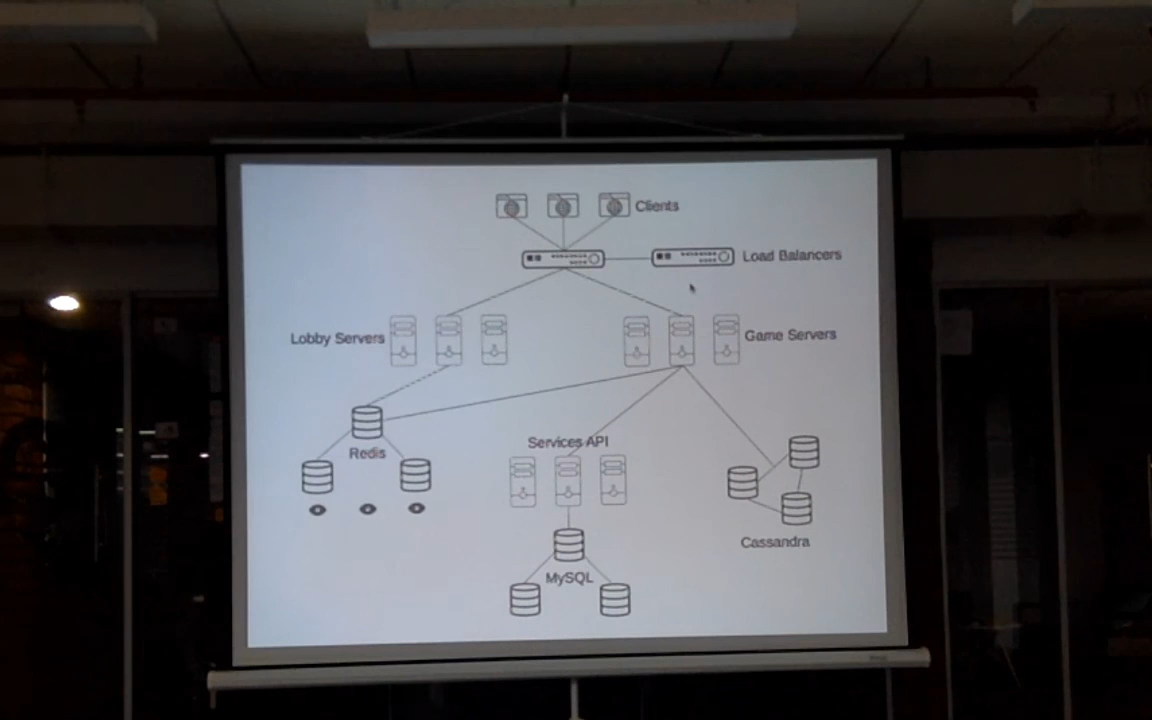 Clients
Load Balancers
Lobby Servers
Game Servers
Redis
Services API
Cassandra
MySQL